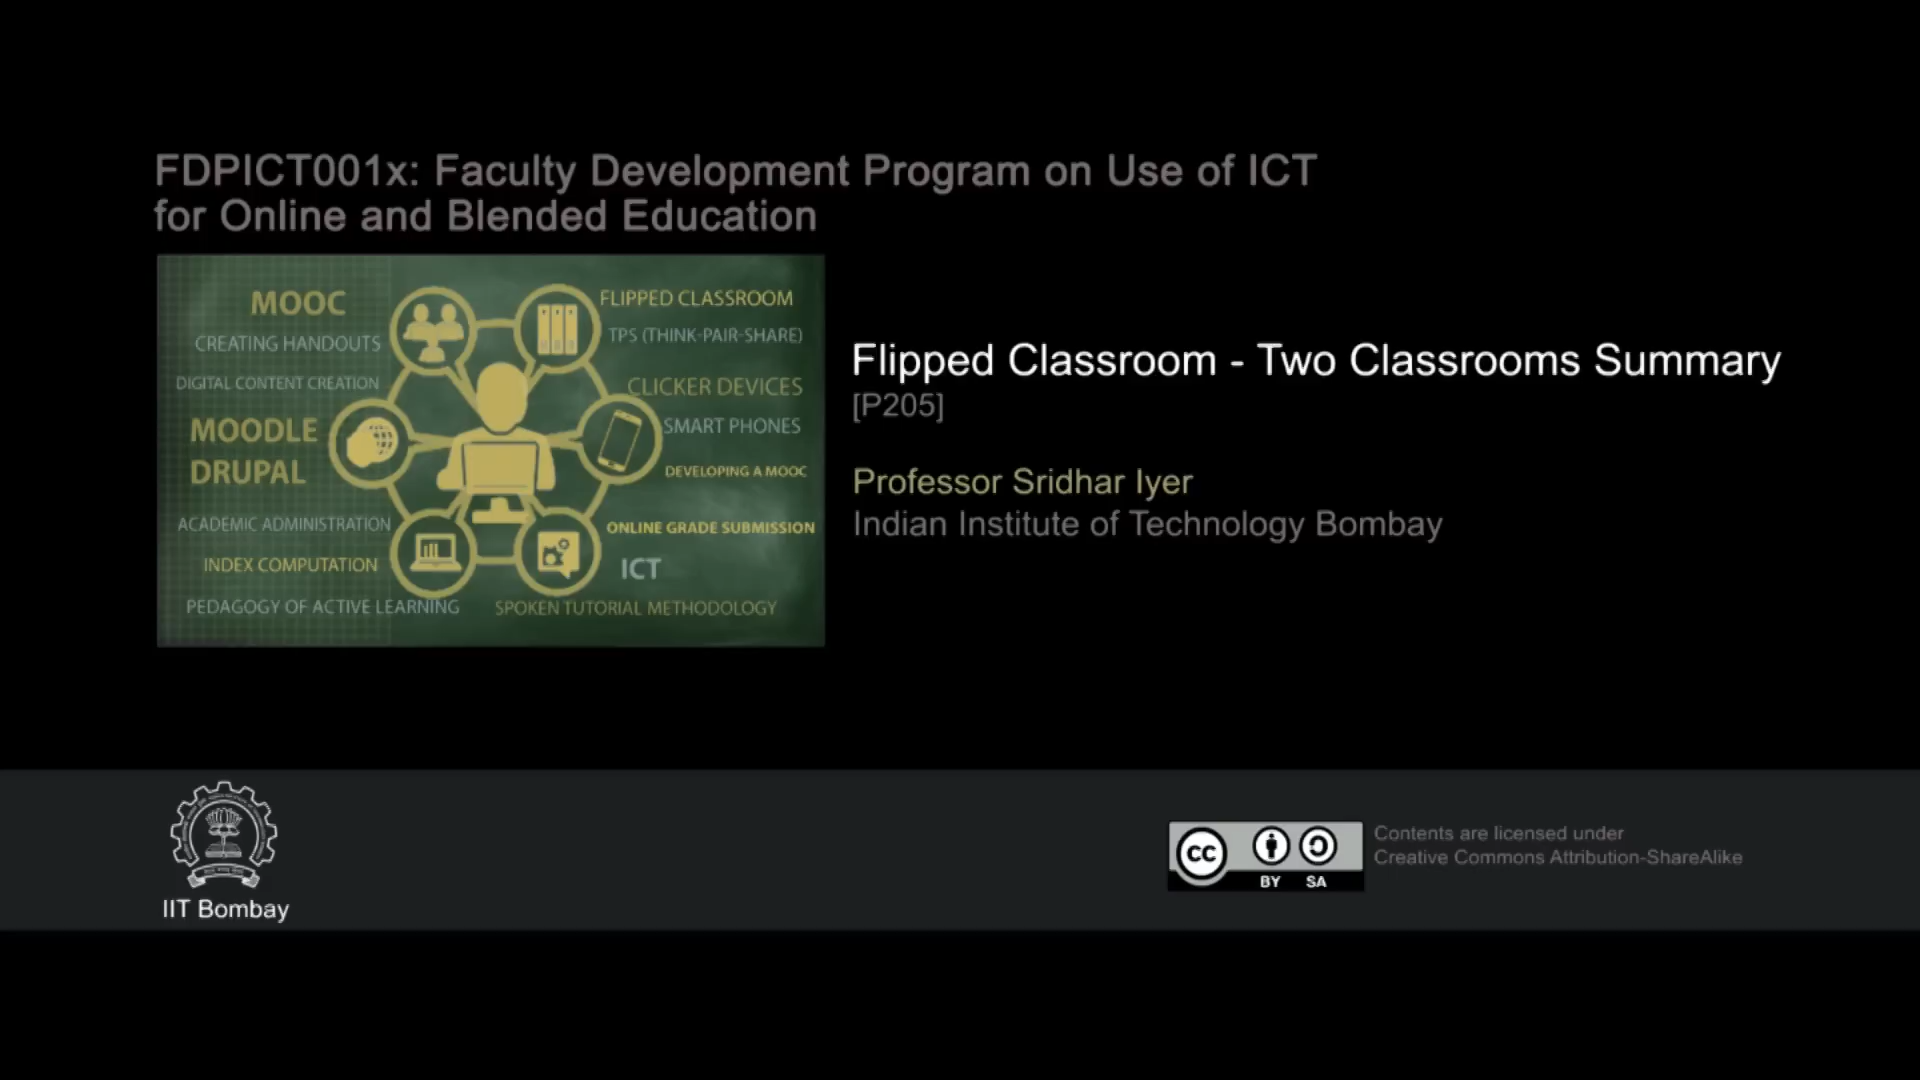 FDPICT001x: Faculty Development Program on Use of ICT
for Online and Blended Education
MOOC
CREATING HANDOUTS
DIGITAL CONTENT CREATION
MOODLE
DRUPAL
ACADEMIC ADMINISTRATION
INDEX COMPUTATION
PEDAGOGY OF ACTIVE LEARNING
FLIPPED CLASSROOM
TPS (THINK-PAIR-SHARE)
CLICKER DEVICES
SMART PHONES
DEVELOPING A MOOC
ONLINE GRADE SUBMISSION
ICT
SPOKEN TUTORIAL METHODOLOGY
Flipped Classroom - Two Classrooms Summary
[P205]
Professor Sridhar Iyer
Indian Institute of Technology Bombay
IIT Bombay
cc
BY SA
Contents are licensed under
Creative Commons Attribution-ShareAlike